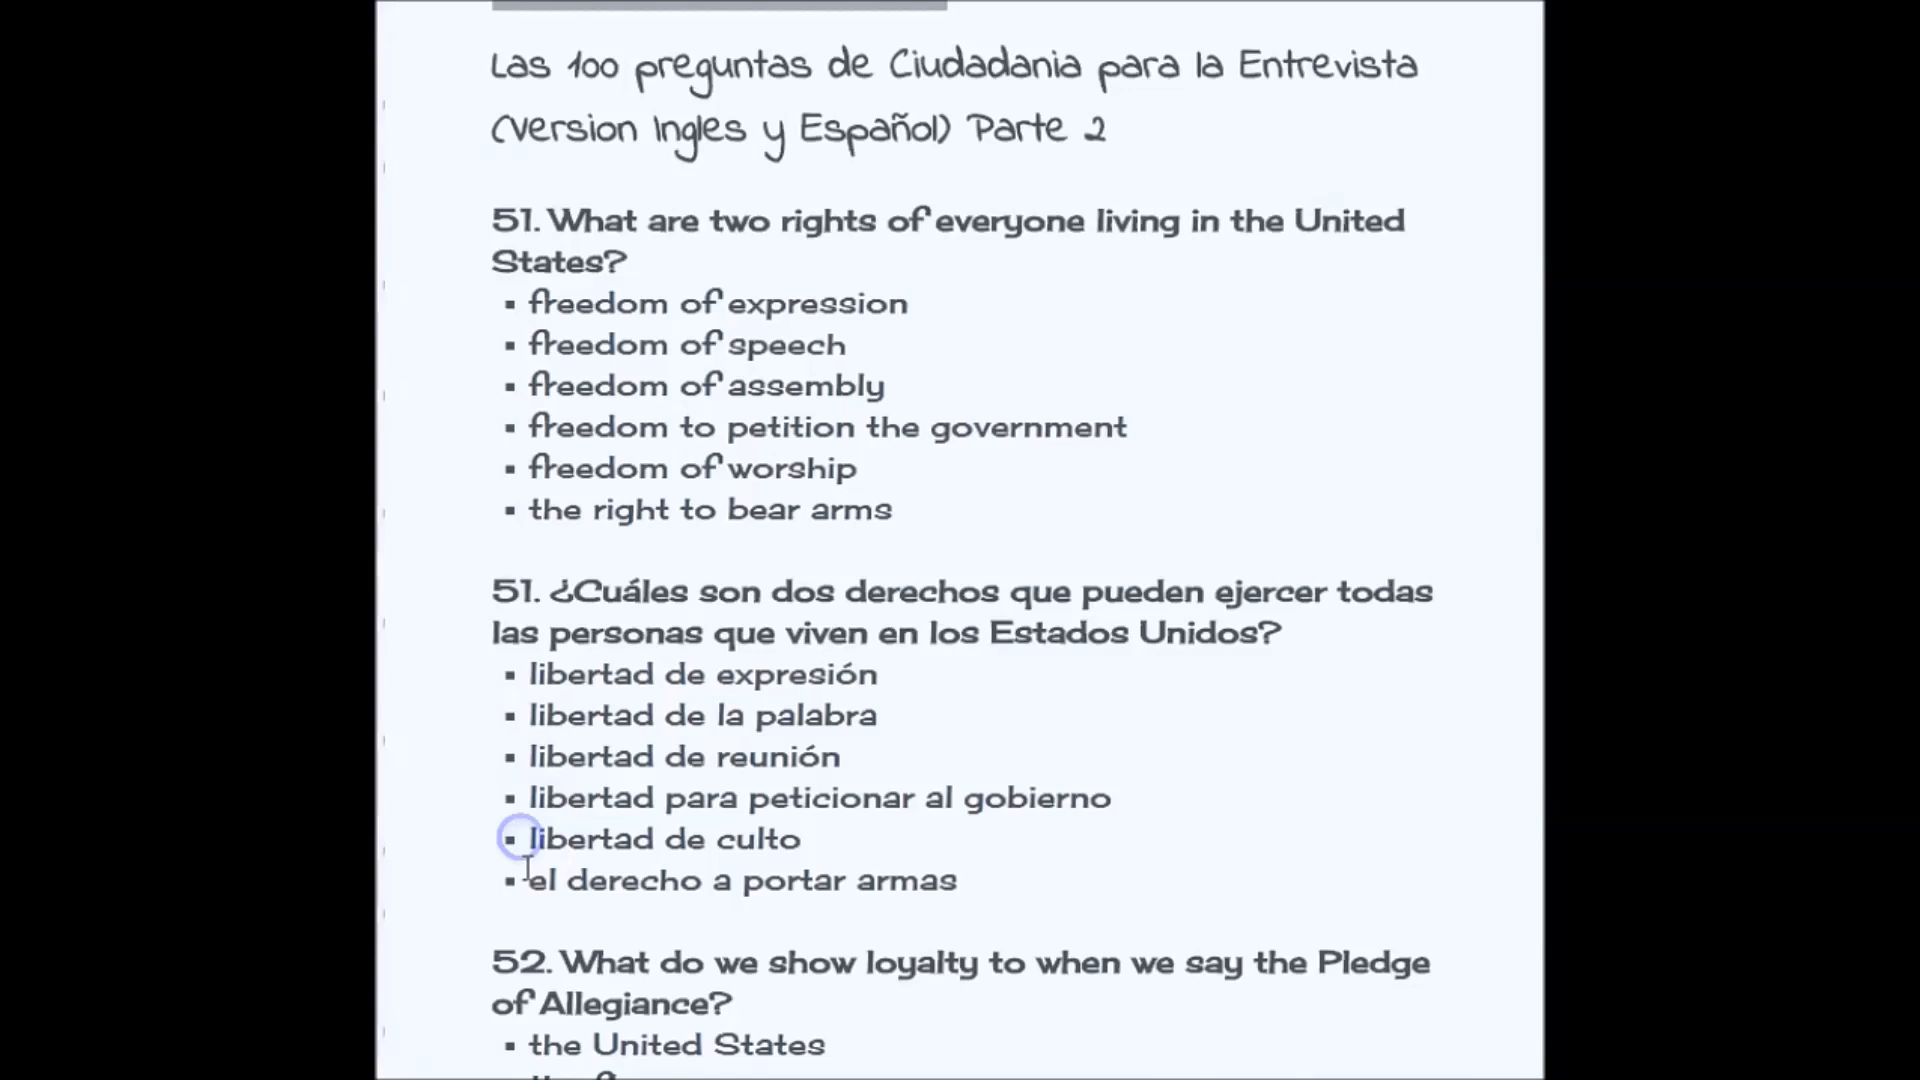 Las 100 preguntas de Ciudadania para la Entrevista
(Version Ingles y Español) Parte 2
51. What are two rights of everyone living in the United
States?
▪ freedom of expression
▪ freedom of speech
▪ freedom of assembly
▪ freedom to petition the government
▪ freedom of worship
▪ the right to bear arms
51. ¿Cuáles son dos derechos que pueden ejercer todas
las personas que viven en los Estados Unidos?
▪ libertad de expresión
▪ libertad de la palabra
▪ libertad de reunión
▪ libertad para peticionar al gobierno
▪ libertad de culto
▪ el derecho a portar armas
52. What do we show loyalty to when we say the Pledge
of Allegiance?
▪ the United States